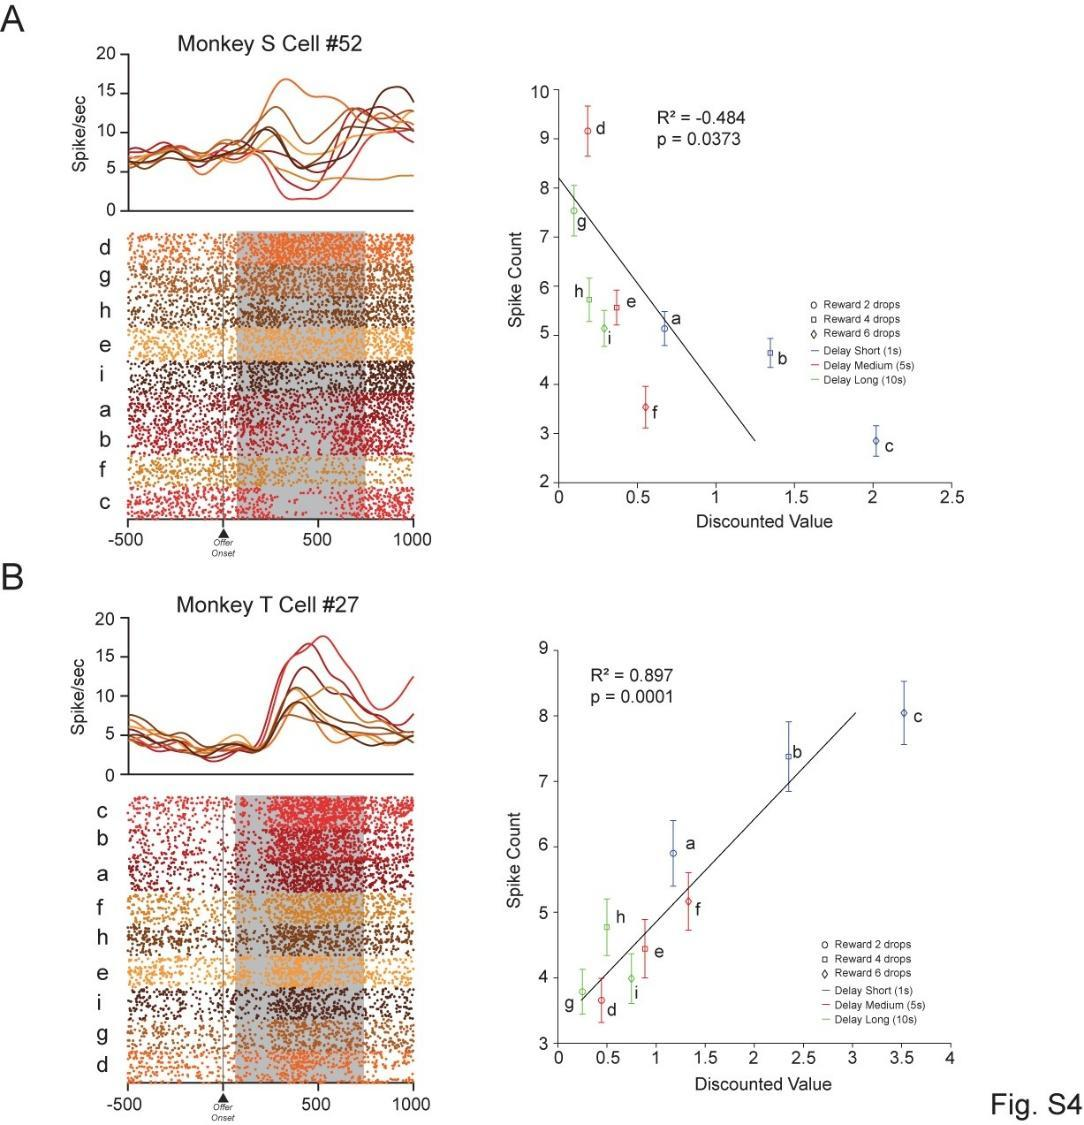 A
Monkey S Cell #52
20
15
10
5
0
Spike/sec
d
g
h
e
i
a
b
f
c
-500
500
1000
Offer
Onset
10
9
8
7
6
5
4
3
2
Spike Count
R² = -0.484
p = 0.0373
d
g
h
e
i
a
f
b
c
Reward 2 drops
Reward 4 drops
Reward 6 drops
Delay Short (1s)
Delay Medium (5s)
Delay Long (10s)
0
0.5
1
1.5
2
2.5
Discounted Value
B
Monkey T Cell #27
20
15
10
5
0
Spike/sec
c
b
a
f
h
e
i
g
d
-500
500
1000
Offer
Onset
9
8
7
6
5
4
3
Spike Count
R² = 0.897
p = 0.0001
c
b
a
f
h
e
i
g
d
Reward 2 drops
Reward 4 drops
Reward 6 drops
Delay Short (1s)
Delay Medium (5s)
Delay Long (10s)
0
0.5
1
1.5
2
2.5
3
3.5
4
Discounted Value
Fig. S4